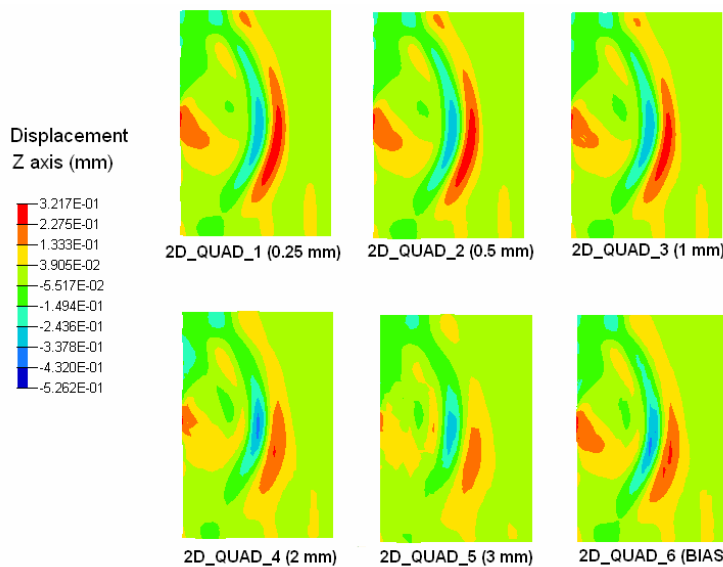 Displacement
Z axis (mm)
3.217E-01
2.275E-01
1.333E-01
3.905E-02
-5.517E-02
-1.494E-01
-2.436E-01
-3.378E-01
-4.320E-01
-5.262E-01
2D_QUAD_1 (0.25 mm)
2D_QUAD_2 (0.5 mm)
2D_QUAD_3 (1 mm)
2D_QUAD_4 (2 mm)
2D_QUAD_5 (3 mm)
2D_QUAD_6 (BIAS